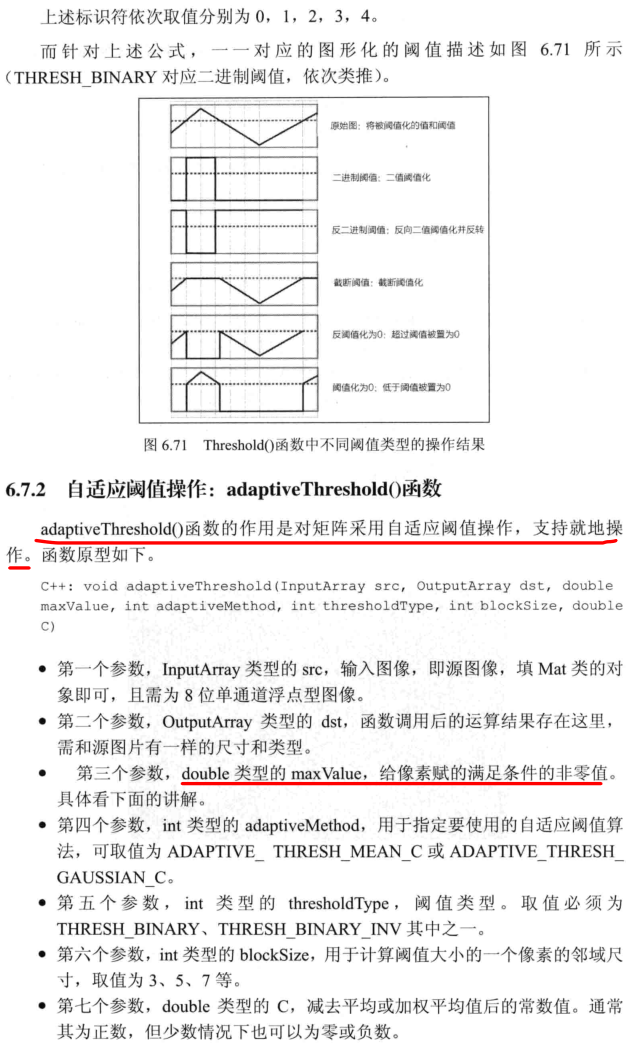 上述标识符依次取值分别为 0，1，2，3，4。
而针对上述公式，一一对应的图形化的阈值描述如图 6.71 所示
（THRESH_BINARY 对应二进制阈值，依次类推）。
原始图：将被阈值化的值和阈值
二进制阈值：二值阈值化
反二进制阈值：反向二值阈值化并反转
截断阈值：截断阈值化
反阈值化为0：超过阈值被置为0
阈值化为0：低于阈值被置为0
图 6.71 Threshold()函数中不同阈值类型的操作结果
6.7.2 自适应阈值操作：adaptiveThreshold()函数
adaptiveThreshold()函数的作用是对矩阵采用自适应阈值操作，支持就地操
作。函数原型如下。
C++: void adaptiveThreshold(InputArray src, OutputArray dst, double
maxValue, int adaptiveMethod, int thresholdType, int blockSize, double
C)
● 第一个参数，InputArray 类型的 src，输入图像，即源图像，填 Mat 类的对
象即可，且需为 8 位单通道浮点型图像。
● 第二个参数，OutputArray 类型的 dst，函数调用后的运算结果存在这里，
需和源图片有一样的尺寸和类型。
● 第三个参数，double 类型的 maxValue，给像素赋的满足条件的非零值。
具体看下面的讲解。
● 第四个参数，int 类型的 adaptiveMethod，用于指定要使用的自适应阈值算
法，可取值为 ADAPTIVE_ THRESH_MEAN_C 或 ADAPTIVE_THRESH_
GAUSSIAN_C。
● 第五个参数，int 类型的 thresholdType，阈值类型。取值必须为
THRESH_BINARY、THRESH_BINARY_INV 其中之一。
● 第六个参数，int 类型的 blockSize，用于计算阈值大小的一个像素的邻域尺
寸，取值为 3、5、7 等。
● 第七个参数，double 类型的 C，减去平均或加权平均值后的常数值。通常
其为正数，但少数情况下也可以为零或负数。